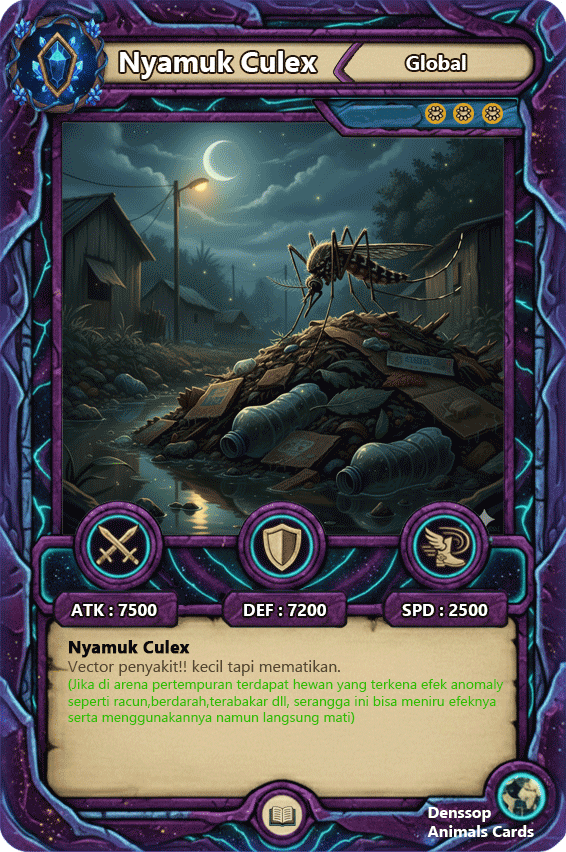 Nyamuk Culex
Global
ATK : 7500
DEF : 7200
SPD : 2500
Nyamuk Culex
Vector penyakit!! kecil tapi mematikan.
(Jika di arena pertempuran terdapat hewan yang terkena efek anomaly
seperti racun,berdarah,terabakar dll, serangga ini bisa meniru efeknya
serta menggunakannya namun langsung mati)
Denssop
Animals Cards